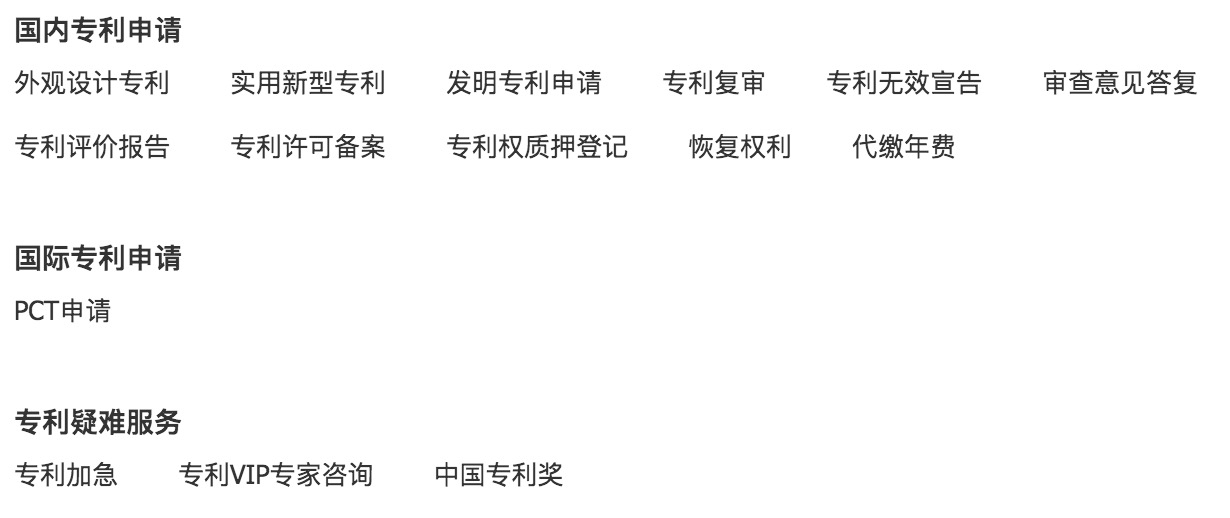 国内专利申请
外观设计专利 实用新型专利 发明专利申请 专利复审 专利无效宣告 审查意见答复
专利评价报告 专利许可备案 专利权质押登记 恢复权利 代缴年费
国际专利申请
PCT申请
专利疑难服务
专利加急 专利VIP专家咨询 中国专利奖